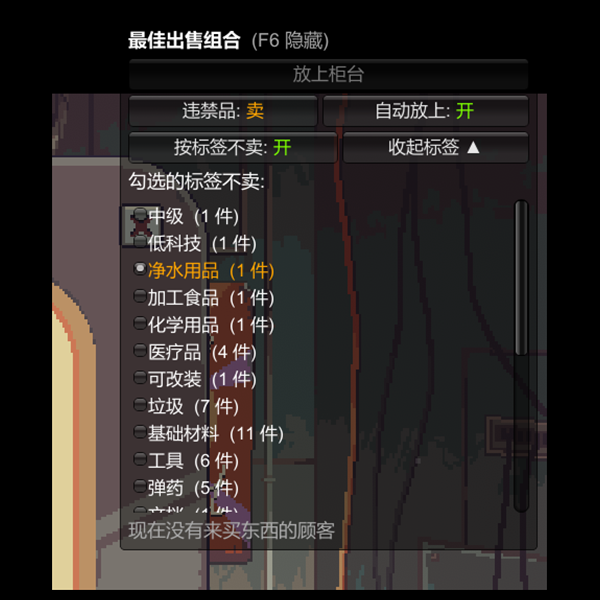 最佳出售组合 (F6 隐藏)
放上柜台
违禁品: 卖 自动放上: 开
按标签不卖: 开 收起标签 ▲
勾选的标签不卖:
中级 (1 件)
低科技 (1 件)
净水用品 (1 件)
加工食品 (1 件)
化学用品 (1 件)
医疗品 (4 件)
可改装 (1 件)
垃圾 (7 件)
基础材料 (11 件)
工具 (6 件)
弹药 (5 件)
现在没有来买东西的顾客